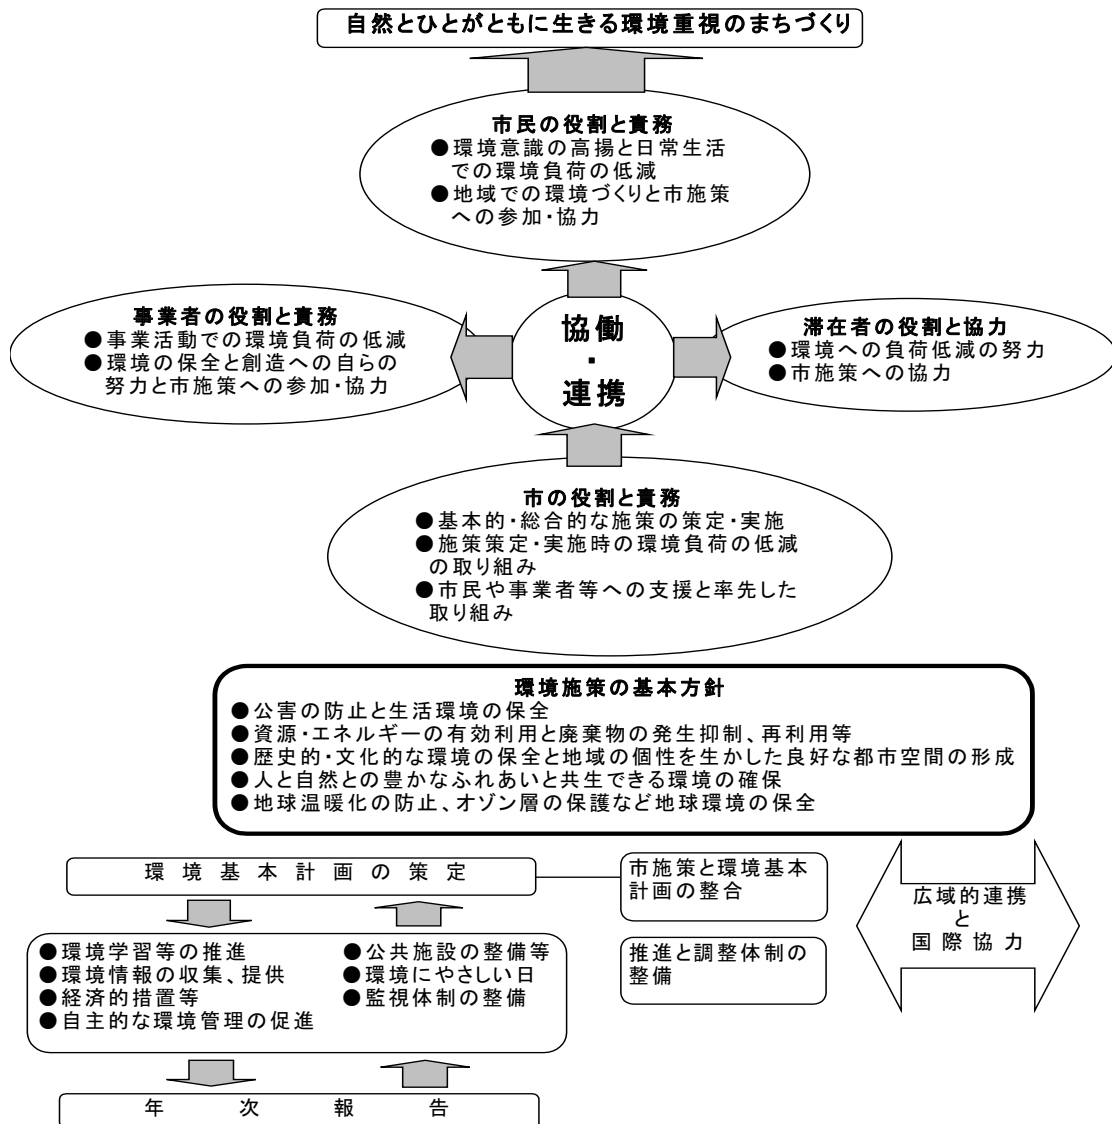 自然とひとがともに生きる環境重視のまちづくり
市民の役割と責務
●環境意識の高揚と日常生活
での環境負荷の低減
●地域での環境づくりと市施策
への参加・協力
事業者の役割と責務
●事業活動での環境負荷の低減
●環境の保全と創造への自らの
努力と市施策への参加・協力
協働
・
連携
滞在者の役割と協力
●環境への負荷低減の努力
●市施策への協力
市の役割と責務
●基本的・総合的な施策の策定・実施
●施策策定・実施時の環境負荷の低減
の取り組み
●市民や事業者等への支援と率先した
取り組み
環境施策の基本方針
●公害の防止と生活環境の保全
●資源・エネルギーの有効利用と廃棄物の発生抑制、再利用等
●歴史的・文化的な環境の保全と地域の個性を生かした良好な都市空間の形成
●人と自然との豊かなふれあいと共生できる環境の確保
●地球温暖化の防止、オゾン層の保護など地球環境の保全
環境基本計画の策定
市施策と環境基本
計画の整合
広域的連携
と
国際協力
●環境学習等の推進
●環境情報の収集、提供
●経済的措置等
●自主的な環境管理の促進
●公共施設の整備等
●環境にやさしい日
●監視体制の整備
推進と調整体制の
整備
年次報告